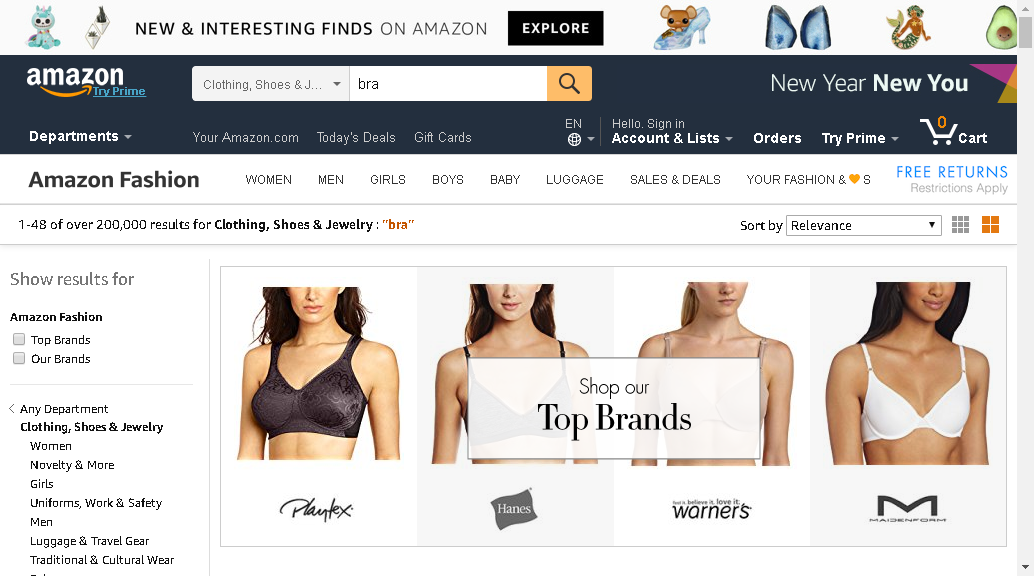 NEW & INTERESTING FINDS ON AMAZON EXPLORE
amazon
Try Prime
Clothing, Shoes & J...
bra
New Year New You
Departments
Your Amazon.com Today's Deals Gift Cards
EN
Hello. Sign in
Account & Lists
Orders
Try Prime
0
Cart
Amazon Fashion
WOMEN MEN GIRLS BOYS BABY LUGGAGE SALES & DEALS YOUR FASHION & S
FREE RETURNS
Restrictions Apply
1-48 of over 200,000 results for Clothing, Shoes & Jewelry : "bra"
Sort by Relevance
Show results for
Amazon Fashion
Top Brands
Our Brands
Any Department
Clothing, Shoes & Jewelry
Women
Novelty & More
Girls
Uniforms, Work & Safety
Men
Luggage & Travel Gear
Traditional & Cultural Wear
Shop our
Top Brands
Playtex
Hanes
feel it. believe it. love it:
warners
MAIDENFORM